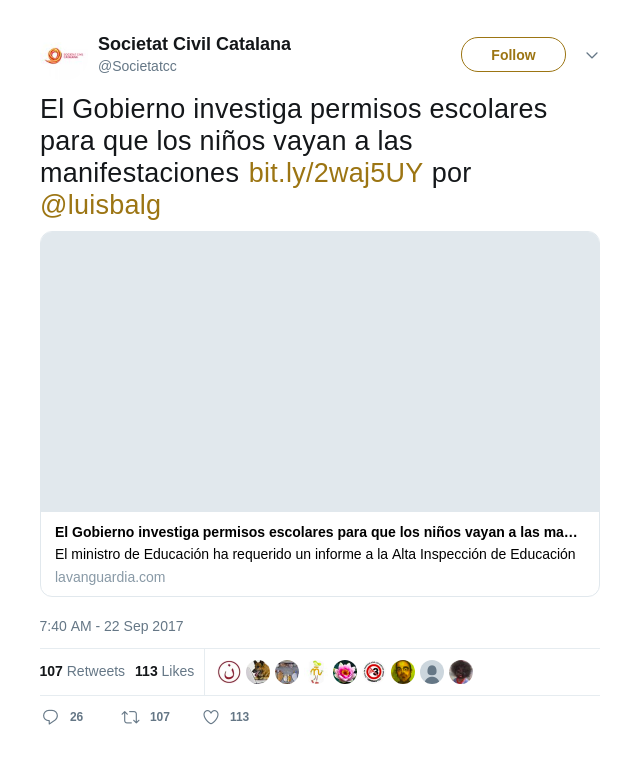 Societat Civil Catalana
@Societatcc
Follow
El Gobierno investiga permisos escolares
para que los niños vayan a las
manifestaciones bit.ly/2waj5UY por
@luisbalg
El Gobierno investiga permisos escolares para que los niños vayan a las ma…
El ministro de Educación ha requerido un informe a la Alta Inspección de Educación
lavanguardia.com
7:40 AM - 22 Sep 2017
107 Retweets 113 Likes
ن
3
26 107 113